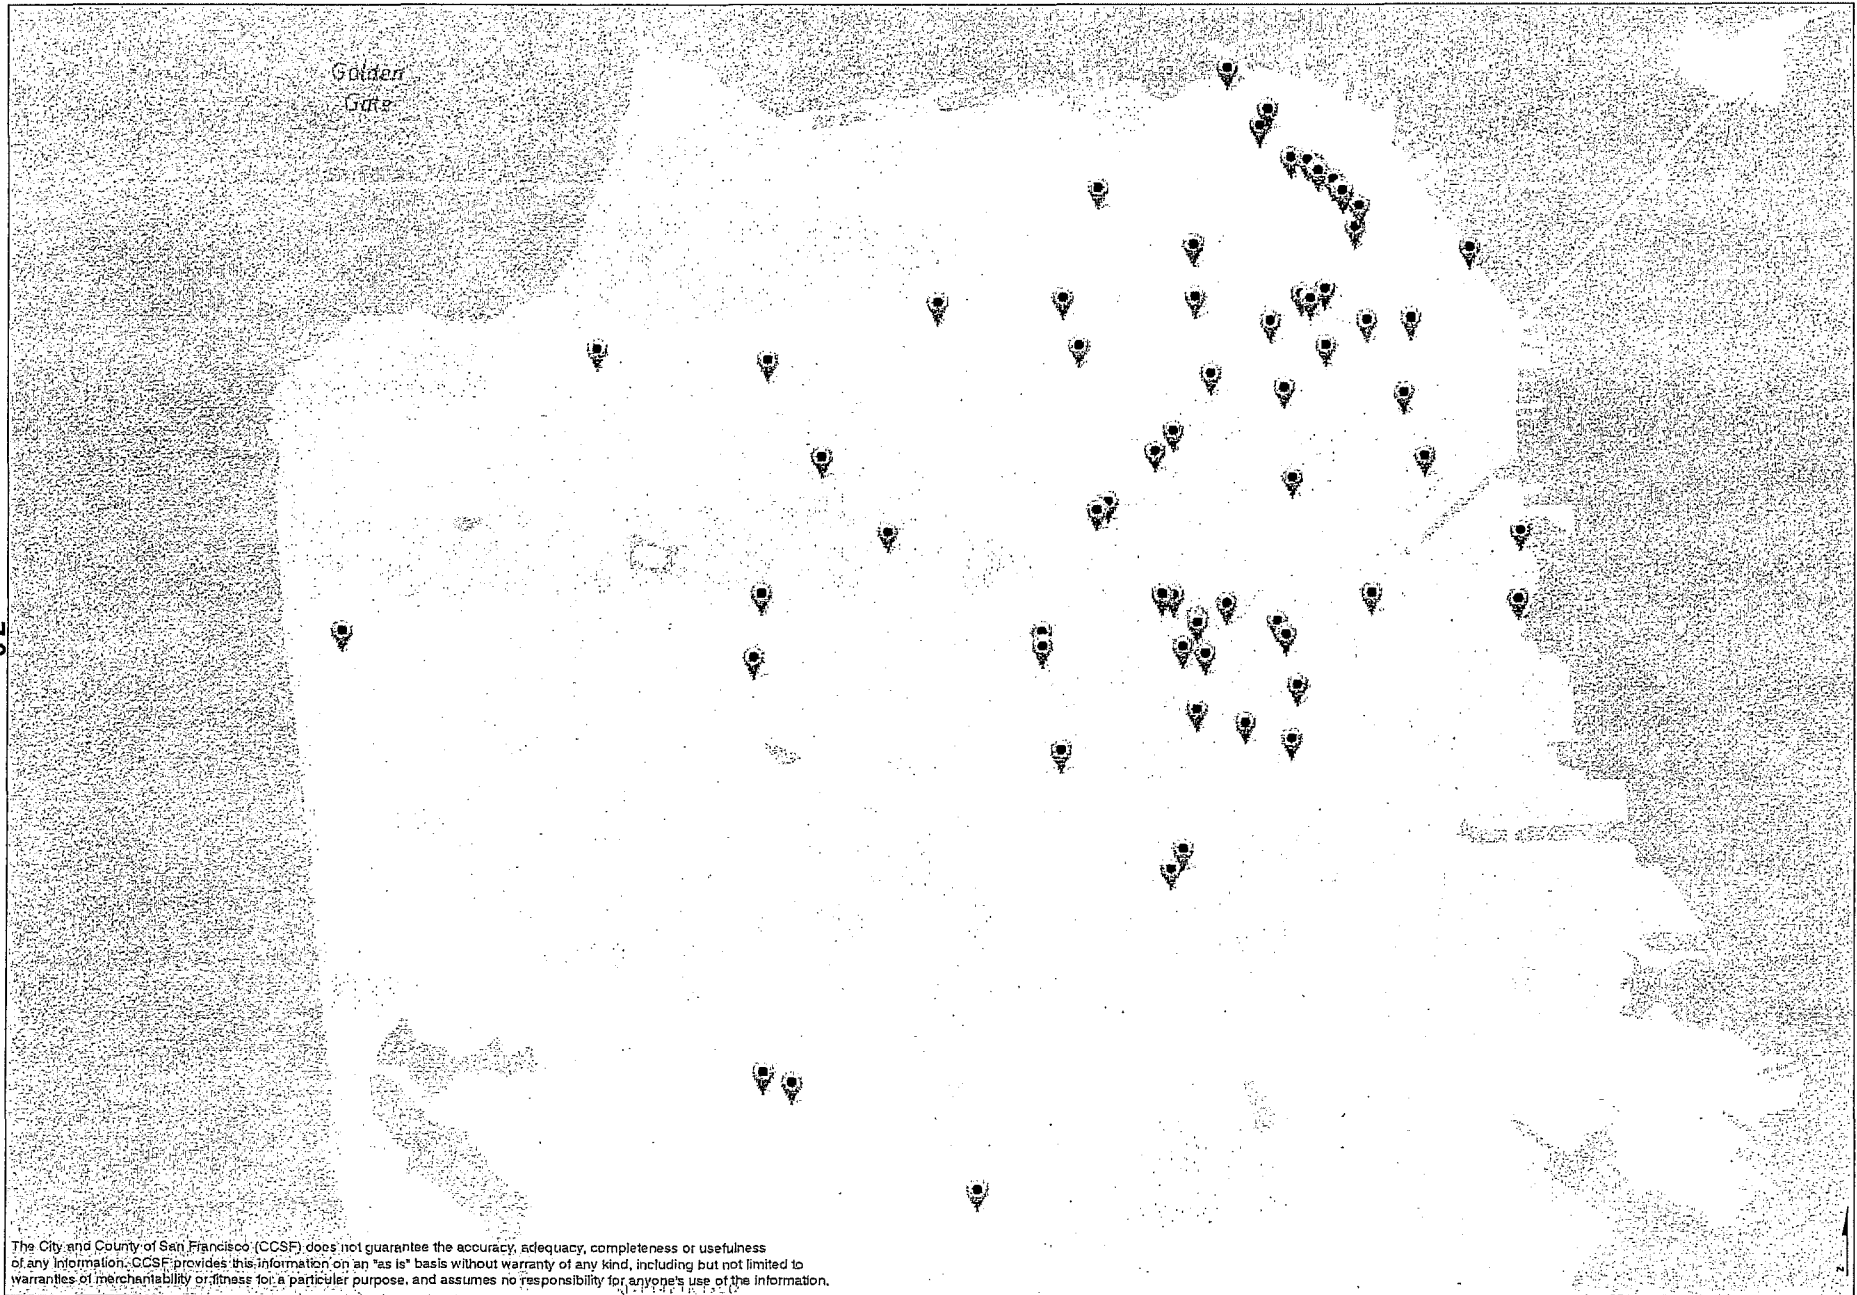 Golden
Gate
The City and County of San Francisco (CCSF) does not guarantee the accuracy, adequacy, completeness or usefulness
of any information. CCSF provides this information on an "as is" basis without warranty of any kind, including but not limited to
warranties of merchantability or fitness for a particular purpose, and assumes no responsibility for anyone's use of the information.
N